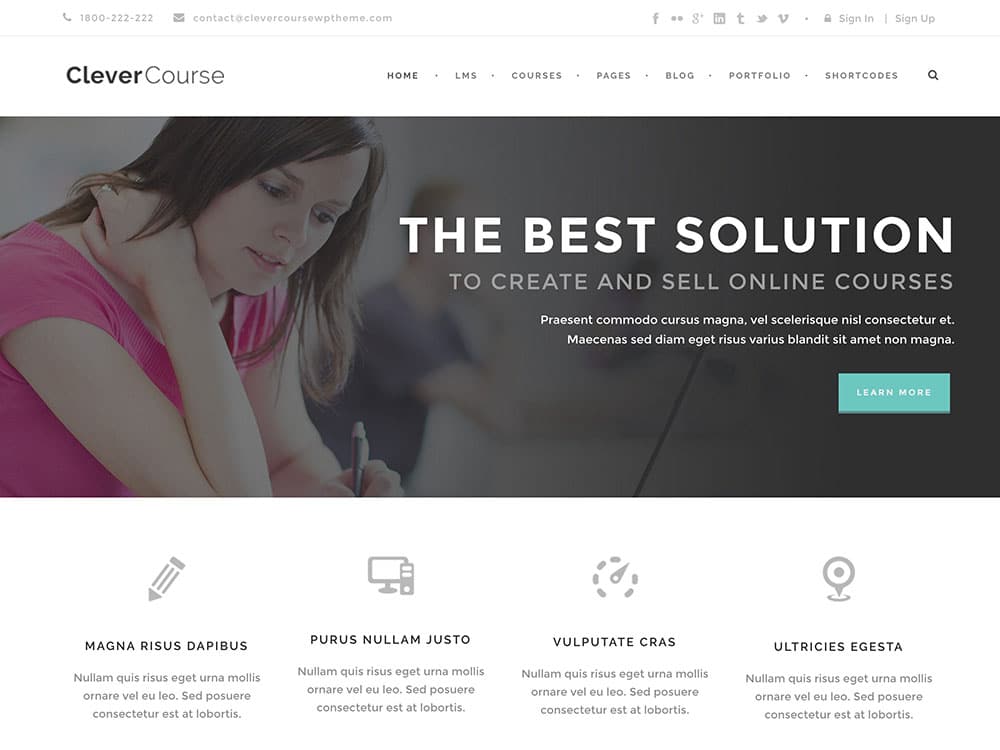 1800-222-222 contact@clevercoursewptheme.com Sign In | Sign Up
CleverCourse HOME LMS COURSES PAGES BLOG PORTFOLIO SHORTCODES
THE BEST SOLUTION
TO CREATE AND SELL ONLINE COURSES
Praesent commodo cursus magna, vel scelerisque nisl consectetur et.
Maecenas sed diam eget risus varius blandit sit amet non magna.
LEARN MORE
MAGNA RISUS DAPIBUS
Nullam quis risus eget urna mollis
ornare vel eu leo. Sed posuere
consectetur est at lobortis.
PURUS NULLAM JUSTO
Nullam quis risus eget urna mollis
ornare vel eu leo. Sed posuere
consectetur est at lobortis.
VULPUTATE CRAS
Nullam quis risus eget urna mollis
ornare vel eu leo. Sed posuere
consectetur est at lobortis.
ULTRICIES EGESTA
Nullam quis risus eget urna mollis
ornare vel eu leo. Sed posuere
consectetur est at lobortis.